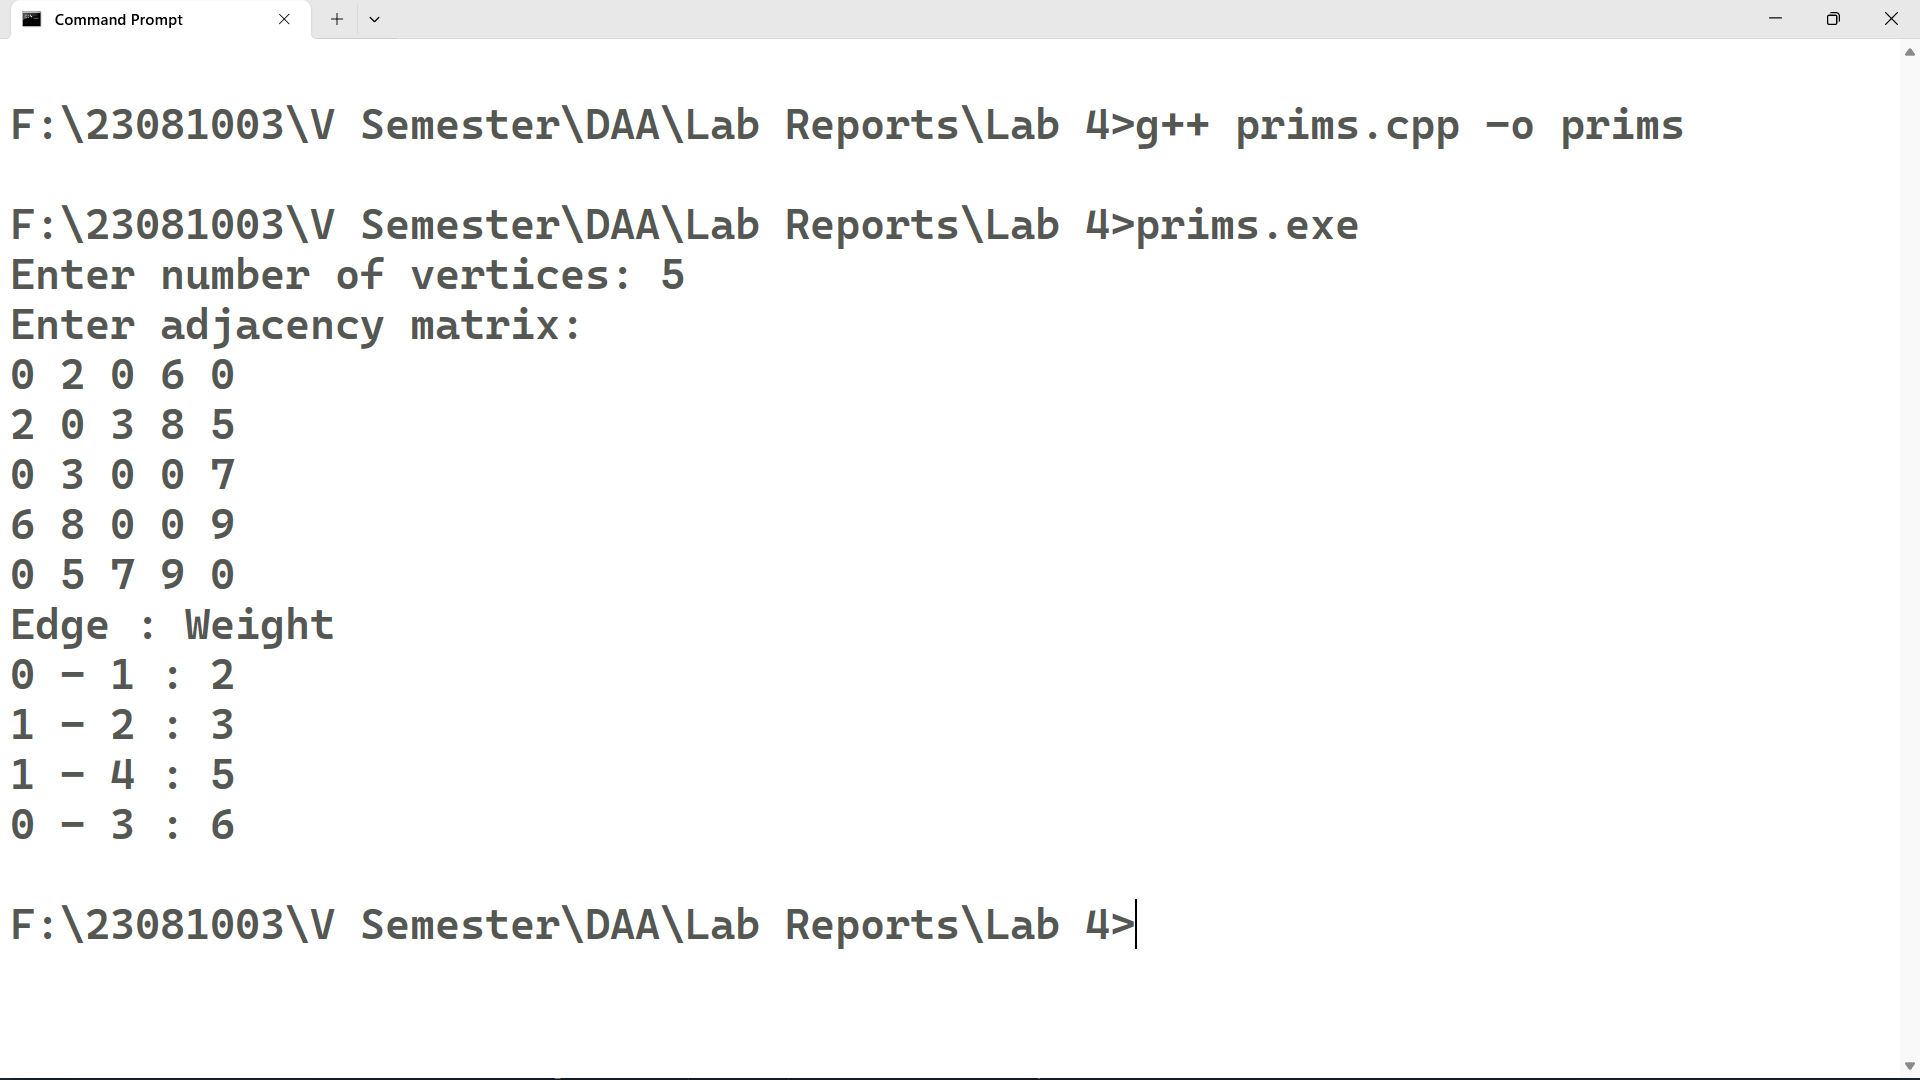 Command Prompt
F:\23081003\V Semester\DAA\Lab Reports\Lab 4>g++ prims.cpp -o prims
F:\23081003\V Semester\DAA\Lab Reports\Lab 4>prims.exe
Enter number of vertices: 5
Enter adjacency matrix:
0 2 0 6 0
2 0 3 8 5
0 3 0 0 7
6 8 0 0 9
0 5 7 9 0
Edge : Weight
0 - 1 : 2
1 - 2 : 3
1 - 4 : 5
0 - 3 : 6
F:\23081003\V Semester\DAA\Lab Reports\Lab 4>